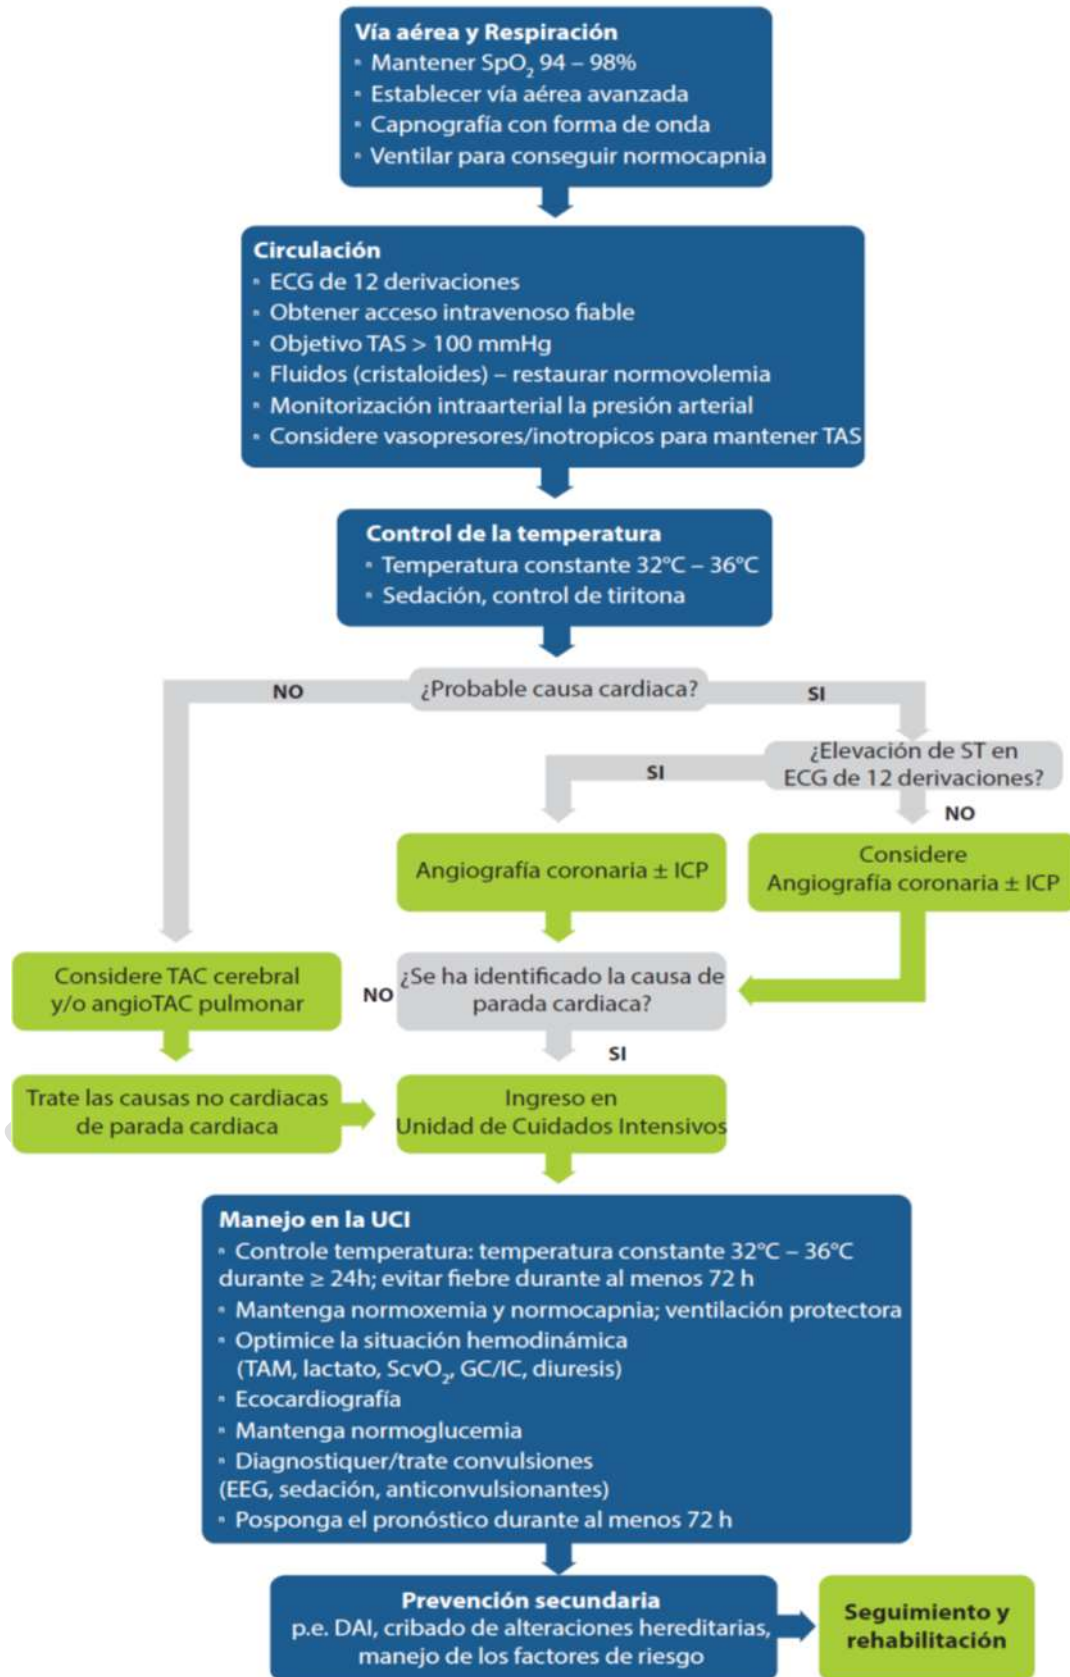 Vía aérea y Respiración
▫ Mantener SpO₂ 94 – 98%
▫ Establecer vía aérea avanzada
▫ Capnografía con forma de onda
▫ Ventilar para conseguir normocapnia
Circulación
▫ ECG de 12 derivaciones
▫ Obtener acceso intravenoso fiable
▫ Objetivo TAS > 100 mmHg
▫ Fluidos (cristaloides) – restaurar normovolemia
▫ Monitorización intraarterial la presión arterial
▫ Considere vasopresores/inotropicos para mantener TAS
Control de la temperatura
▫ Temperatura constante 32°C – 36°C
▫ Sedación, control de tiritona
NO
¿Probable causa cardiaca?
SI
¿Elevación de ST en
ECG de 12 derivaciones?
SI
NO
Angiografía coronaria ± ICP
Considere
Angiografía coronaria ± ICP
Considere TAC cerebral
y/o angioTAC pulmonar
NO
¿Se ha identificado la causa de
parada cardiaca?
SI
Trate las causas no cardiacas
de parada cardiaca
Ingreso en
Unidad de Cuidados Intensivos
Manejo en la UCI
▫ Controle temperatura: temperatura constante 32°C – 36°C
durante ≥ 24h; evitar fiebre durante al menos 72 h
▫ Mantenga normoxemia y normocapnia; ventilación protectora
▫ Optimice la situación hemodinámica
(TAM, lactato, ScvO₂, GC/IC, diuresis)
▫ Ecocardiografía
▫ Mantenga normoglucemia
▫ Diagnostiquer/trate convulsiones
(EEG, sedación, anticonvulsionantes)
▫ Posponga el pronóstico durante al menos 72 h
Prevención secundaria
p.e. DAI, cribado de alteraciones hereditarias,
manejo de los factores de riesgo
Seguimiento y
rehabilitación